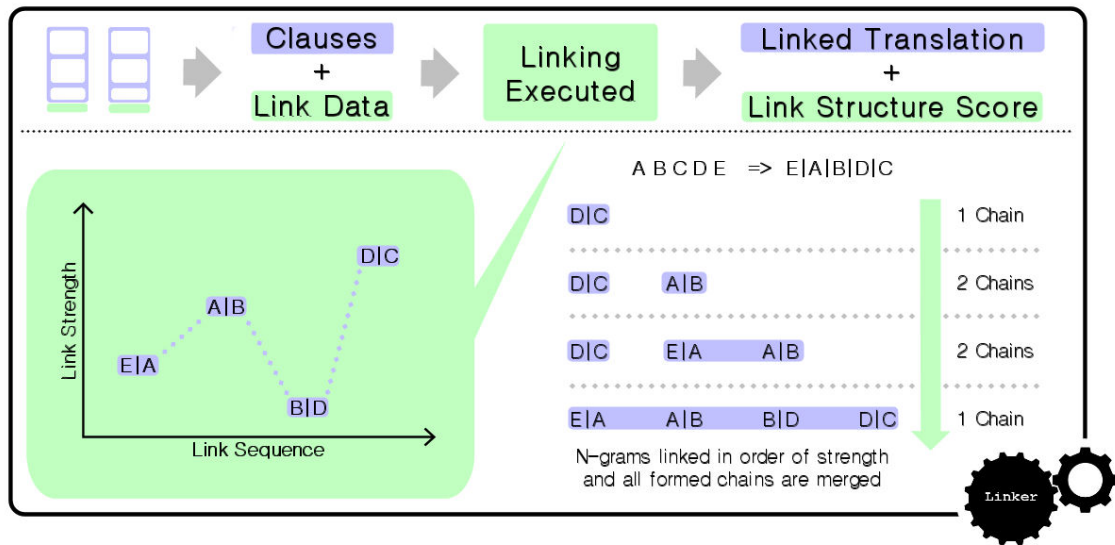 Clauses
+
Link Data
Linking
Executed
Linked Translation
+
Link Structure Score
Link Strength
E|A
A|B
B|D
D|C
Link Sequence
A B C D E => E|A|B|D|C
D|C 1 Chain
D|C A|B 2 Chains
D|C E|A A|B 2 Chains
E|A A|B B|D D|C 1 Chain
N-grams linked in order of strength
and all formed chains are merged
Linker